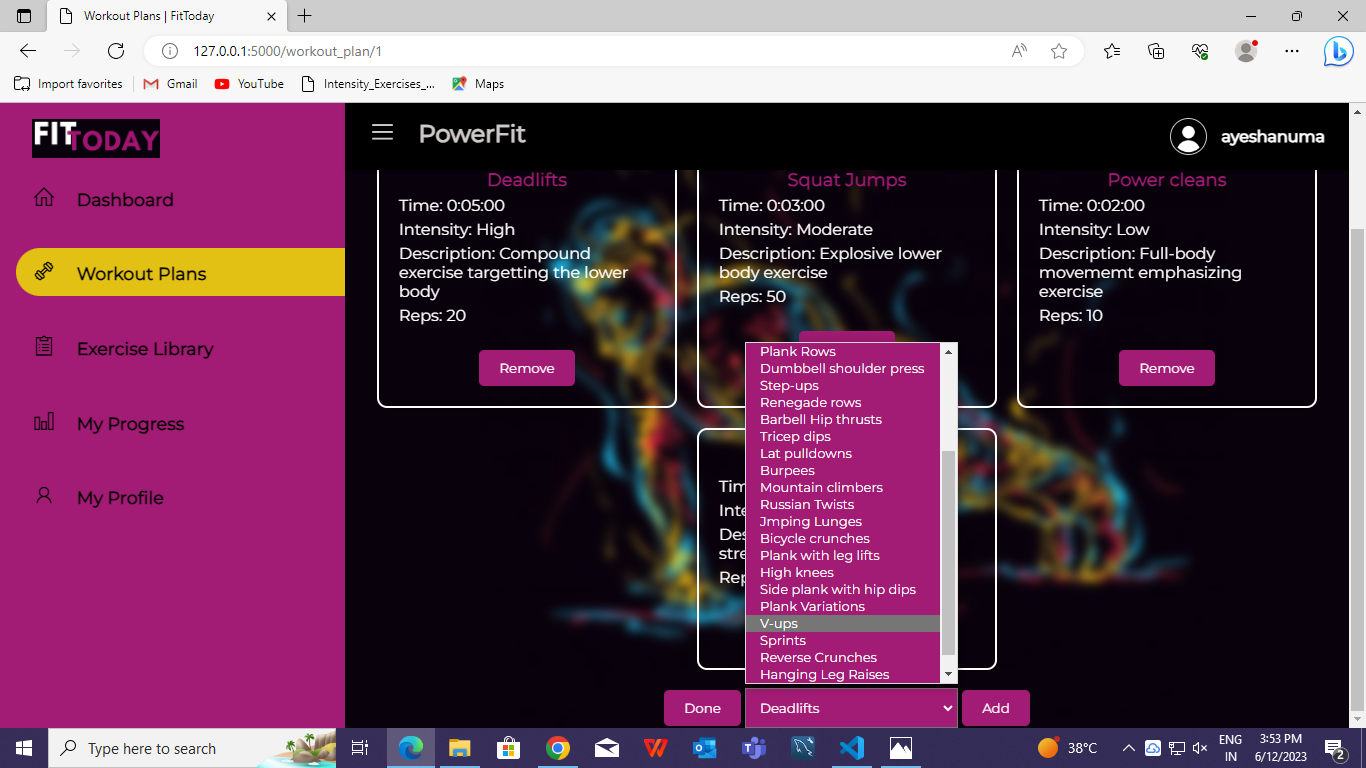 Workout Plans | FitToday
127.0.0.1:5000/workout_plan/1
Import favorites
Gmail
YouTube
Intensity_Exercises_...
Maps
FITTODAY
PowerFit
ayeshanuma
Dashboard
Workout Plans
Exercise Library
My Progress
My Profile
Deadlifts
Time: 0:05:00
Intensity: High
Description: Compound
exercise targetting the lower
body
Reps: 20
Remove
Squat Jumps
Time: 0:03:00
Intensity: Moderate
Description: Explosive lower
body exercise
Reps: 50
Power cleans
Time: 0:02:00
Intensity: Low
Description: Full-body
movememt emphasizing
exercise
Reps: 10
Remove
Plank Rows
Dumbbell shoulder press
Step-ups
Renegade rows
Barbell Hip thrusts
Tricep dips
Lat pulldowns
Burpees
Mountain climbers
Russian Twists
Jmping Lunges
Bicycle crunches
Plank with leg lifts
High knees
Side plank with hip dips
Plank Variations
V-ups
Sprints
Reverse Crunches
Hanging Leg Raises
Done
Deadlifts
Add
Type here to search
38°C
ENG
IN
3:53 PM
6/12/2023
2